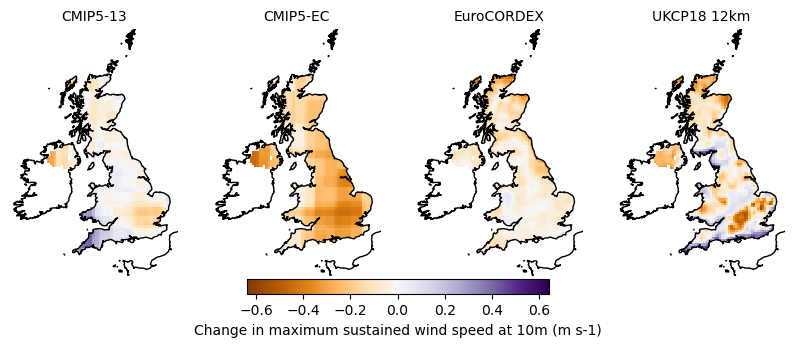 CMIP5-13 CMIP5-EC EuroCORDEX UKCP18 12km
−0.6 −0.4 −0.2 0.0 0.2 0.4 0.6
Change in maximum sustained wind speed at 10m (m s-1)